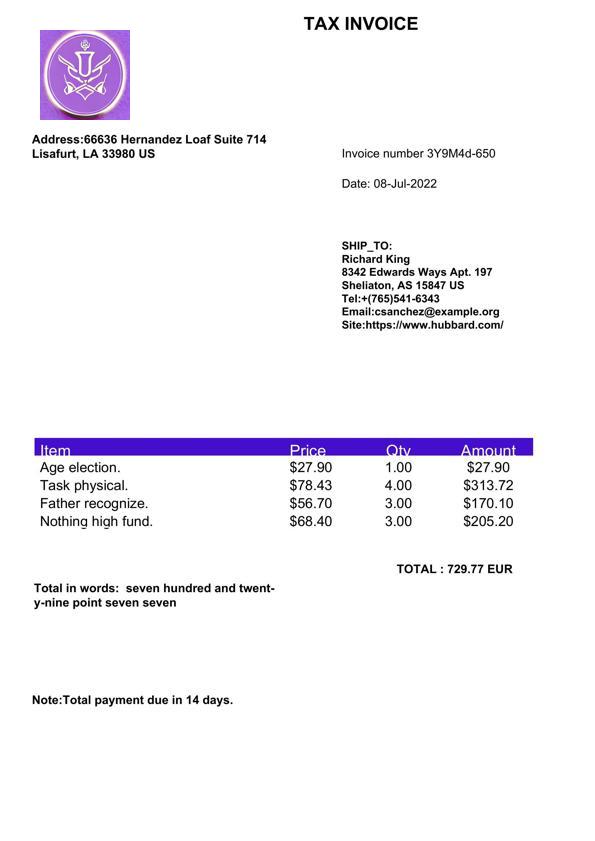 TAX INVOICE
U
Address:66636 Hernandez Loaf Suite 714
Lisafurt, LA 33980 US
Invoice number 3Y9M4d-650
Date: 08-Jul-2022
SHIP_TO:
Richard King
8342 Edwards Ways Apt. 197
Sheliaton, AS 15847 US
Tel:+(765)541-6343
Email:csanchez@example.org
Site:https://www.hubbard.com/
Item Price Qty Amount
Age election. $27.90 1.00 $27.90
Task physical. $78.43 4.00 $313.72
Father recognize. $56.70 3.00 $170.10
Nothing high fund. $68.40 3.00 $205.20
TOTAL : 729.77 EUR
Total in words:  seven hundred and twent-
y-nine point seven seven
Note:Total payment due in 14 days.